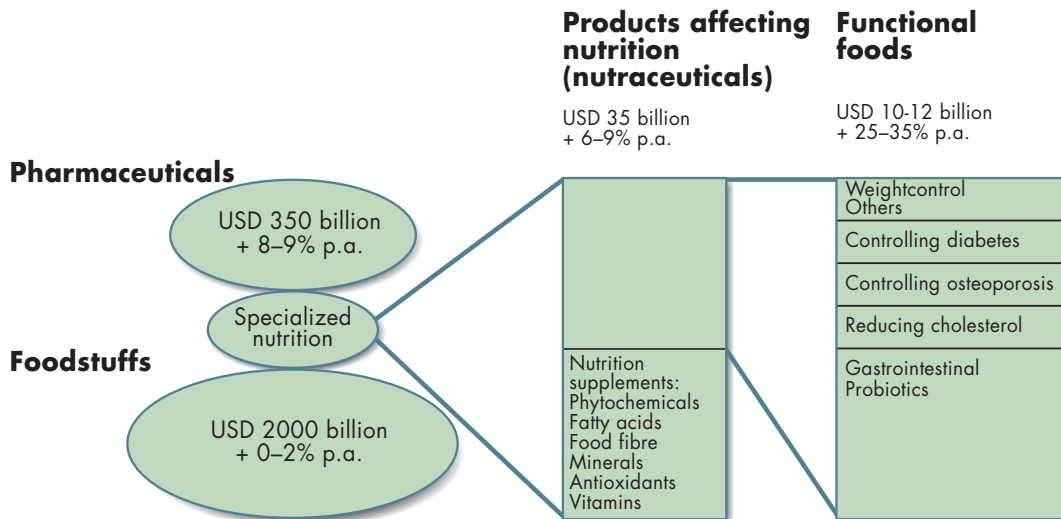 Products affecting
nutrition
(nutraceuticals)
USD 35 billion
+ 6–9% p.a.
Functional
foods
USD 10-12 billion
+ 25–35% p.a.
Pharmaceuticals
USD 350 billion
+ 8–9% p.a.
Specialized
nutrition
Foodstuffs
USD 2000 billion
+ 0–2% p.a.
Nutrition
supplements:
Phytochemicals
Fatty acids
Food fibre
Minerals
Antioxidants
Vitamins
Weightcontrol
Others
Controlling diabetes
Controlling osteoporosis
Reducing cholesterol
Gastrointestinal
Probiotics